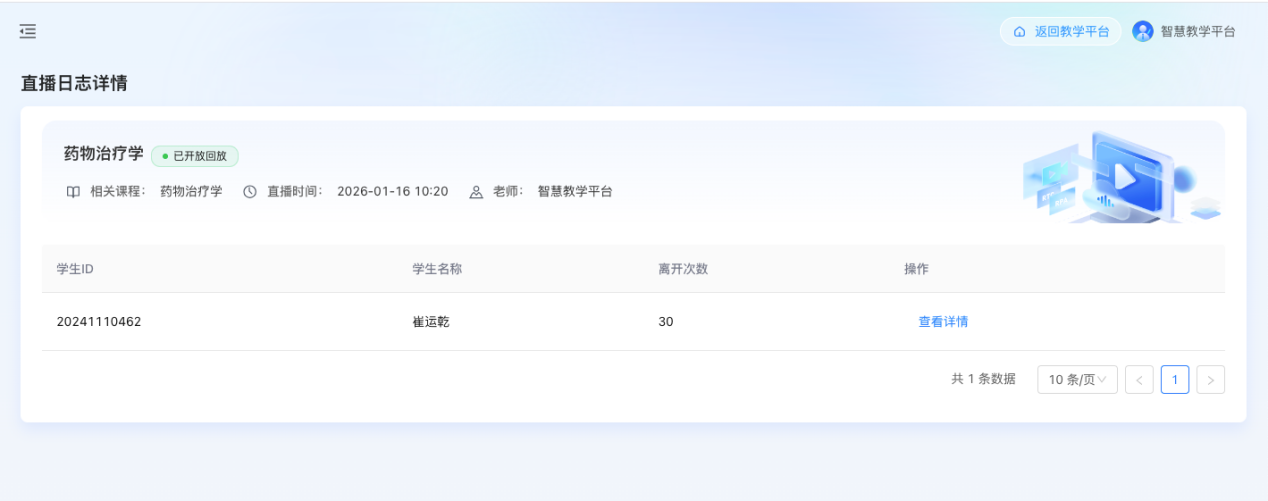 返回教学平台 智慧教学平台
直播日志详情
药物治疗学 已开放回放
相关课程： 药物治疗学 直播时间： 2026-01-16 10:20 老师： 智慧教学平台
学生ID 学生名称 离开次数 操作
20241110462 崔运乾 30 查看详情
共 1 条数据 10 条/页 1